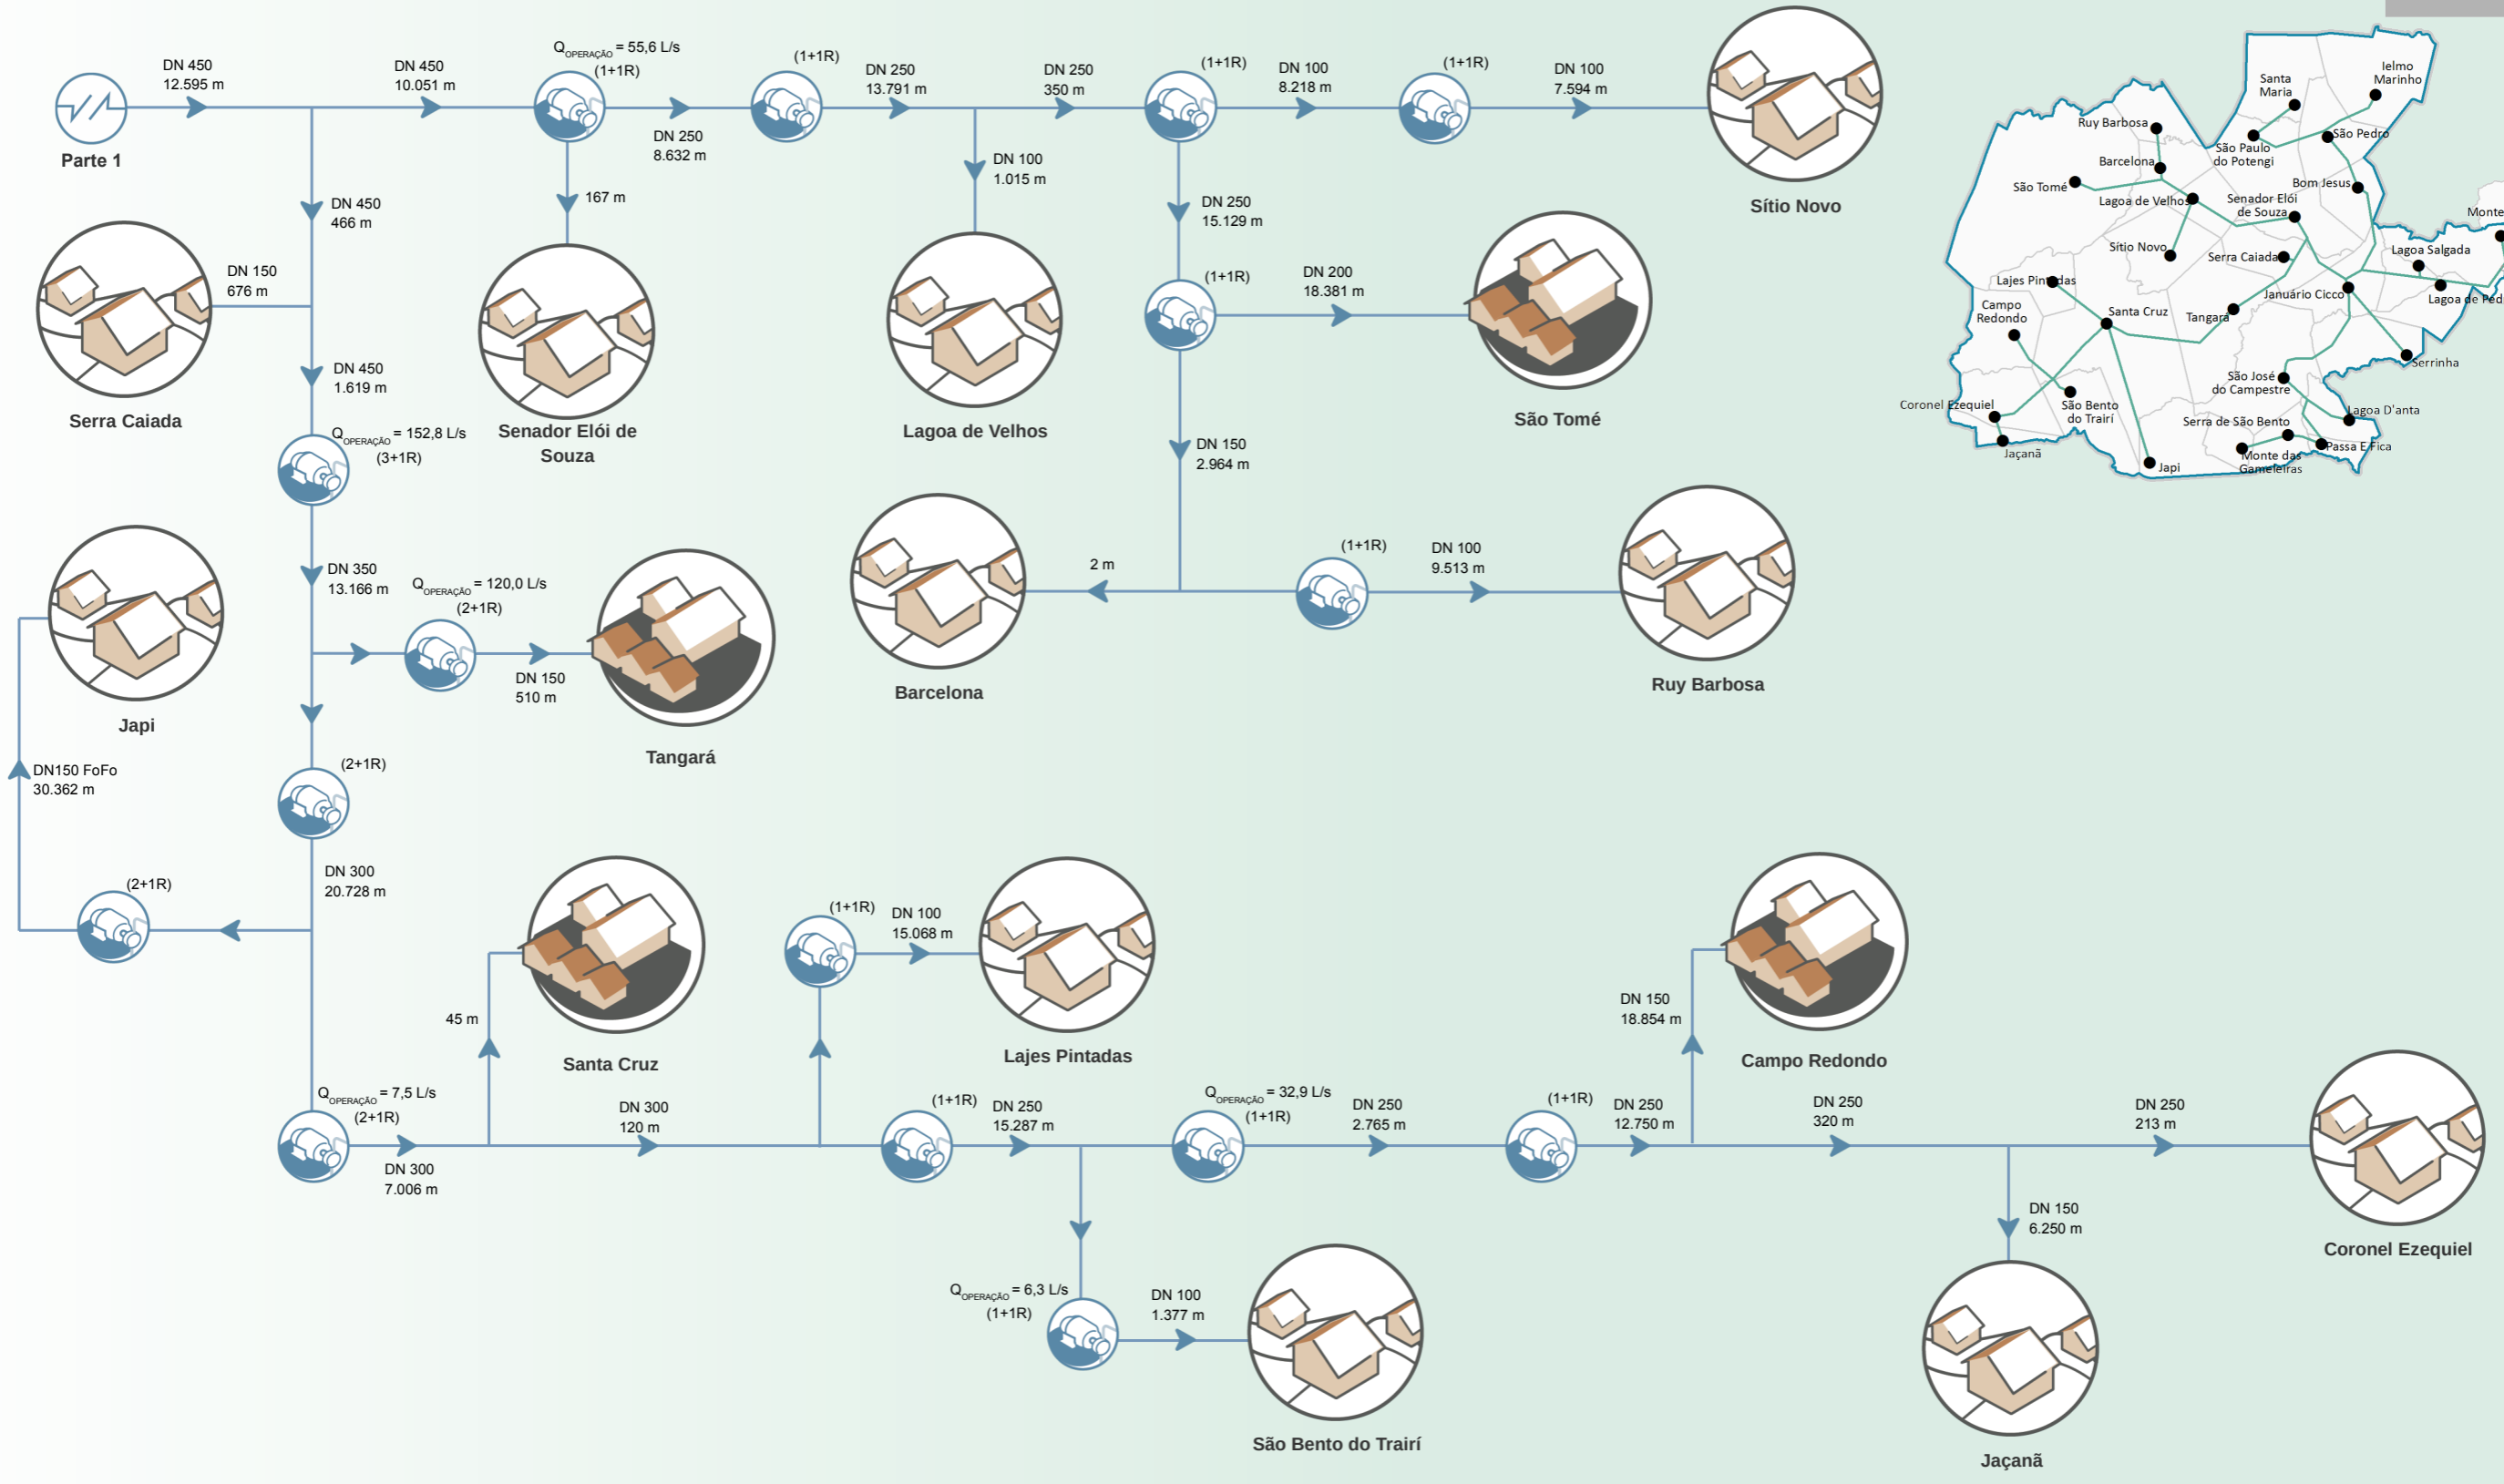 Parte 1
DN 450
12.595 m
DN 450
10.051 m
QOPERAÇÃO = 55,6 L/s
(1+1R)
DN 250
8.632 m
(1+1R)
DN 250
13.791 m
DN 250
350 m
(1+1R)
DN 100
8.218 m
(1+1R)
DN 100
7.594 m
Sítio Novo
DN 450
466 m
167 m
DN 100
1.015 m
DN 250
15.129 m
Serra Caiada
DN 150
676 m
DN 450
1.619 m
Senador Elói de
Souza
Lagoa de Velhos
(1+1R)
DN 200
18.381 m
São Tomé
QOPERAÇÃO = 152,8 L/s
(3+1R)
DN 150
2.964 m
DN 350
13.166 m
QOPERAÇÃO = 120,0 L/s
(2+1R)
DN 150
510 m
Tangará
Barcelona
2 m
(1+1R)
DN 100
9.513 m
Ruy Barbosa
Japi
DN150 FoFo
30.362 m
(2+1R)
(2+1R)
DN 300
20.728 m
QOPERAÇÃO = 7,5 L/s
(2+1R)
DN 300
7.006 m
45 m
Santa Cruz
DN 300
120 m
(1+1R)
DN 100
15.068 m
Lajes Pintadas
(1+1R)
DN 250
15.287 m
QOPERAÇÃO = 32,9 L/s
(1+1R)
DN 250
2.765 m
(1+1R)
DN 250
12.750 m
DN 150
18.854 m
Campo Redondo
DN 250
320 m
DN 250
213 m
Coronel Ezequiel
DN 150
6.250 m
Jaçanã
QOPERAÇÃO = 6,3 L/s
(1+1R)
DN 100
1.377 m
São Bento do Trairí
Ielmo
Marinho
Santa
Maria
Ruy Barbosa
São Pedro
São Paulo
do Potengi
Barcelona
São Tomé
Bom Jesus
Lagoa de Velhos
Senador Elói
de Souza
Monte
Sítio Novo
Serra Caiada
Lagoa Salgada
Lajes Pintadas
Januário Cicco
Campo
Redondo
Santa Cruz
Tangará
Serrinha
São José
do Campestre
Coronel Ezequiel
São Bento
do Trairí
Lagoa D'anta
Serra de São Bento
Jaçanã
Japi
Monte das
Gameleiras
Passa E Fica
Lagoa de